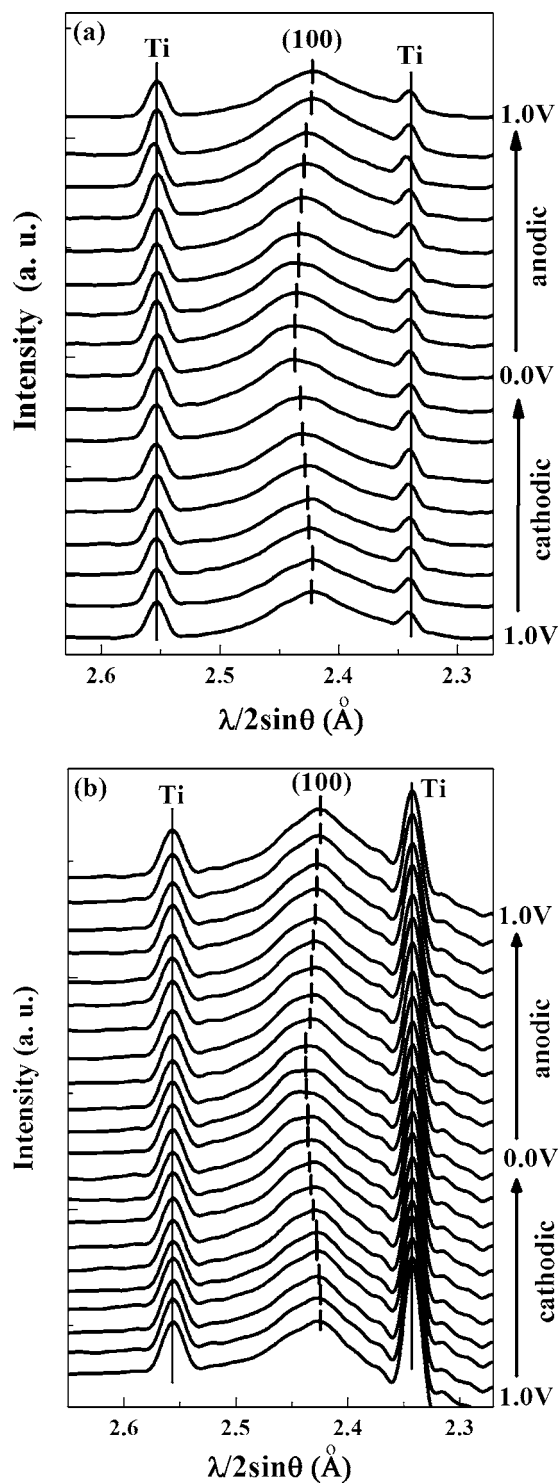 (a)
Ti
(100)
Ti
1.0V
anodic
0.0V
cathodic
1.0V
Intensity (a. u.)
2.6 2.5 2.4 2.3
λ/2sinθ (Å)
(b)
Ti
(100)
Ti
1.0V
anodic
0.0V
cathodic
1.0V
Intensity (a. u.)
2.6 2.5 2.4 2.3
λ/2sinθ (Å)